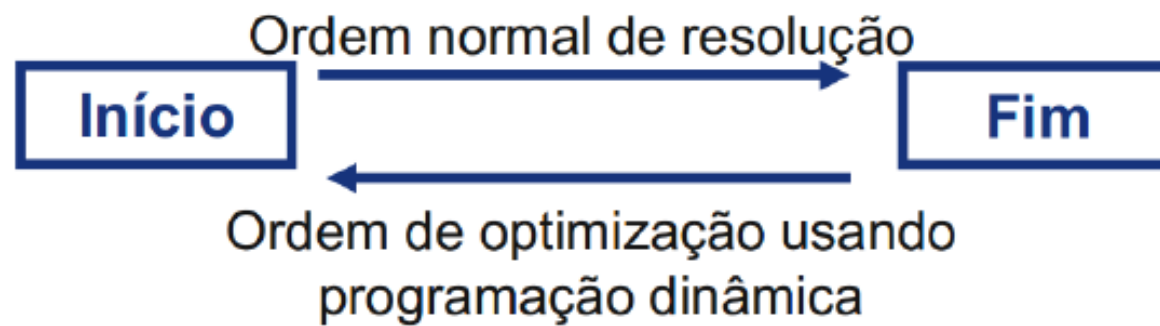 Ordem normal de resolução
Início
Fim
Ordem de optimização usando
programação dinâmica